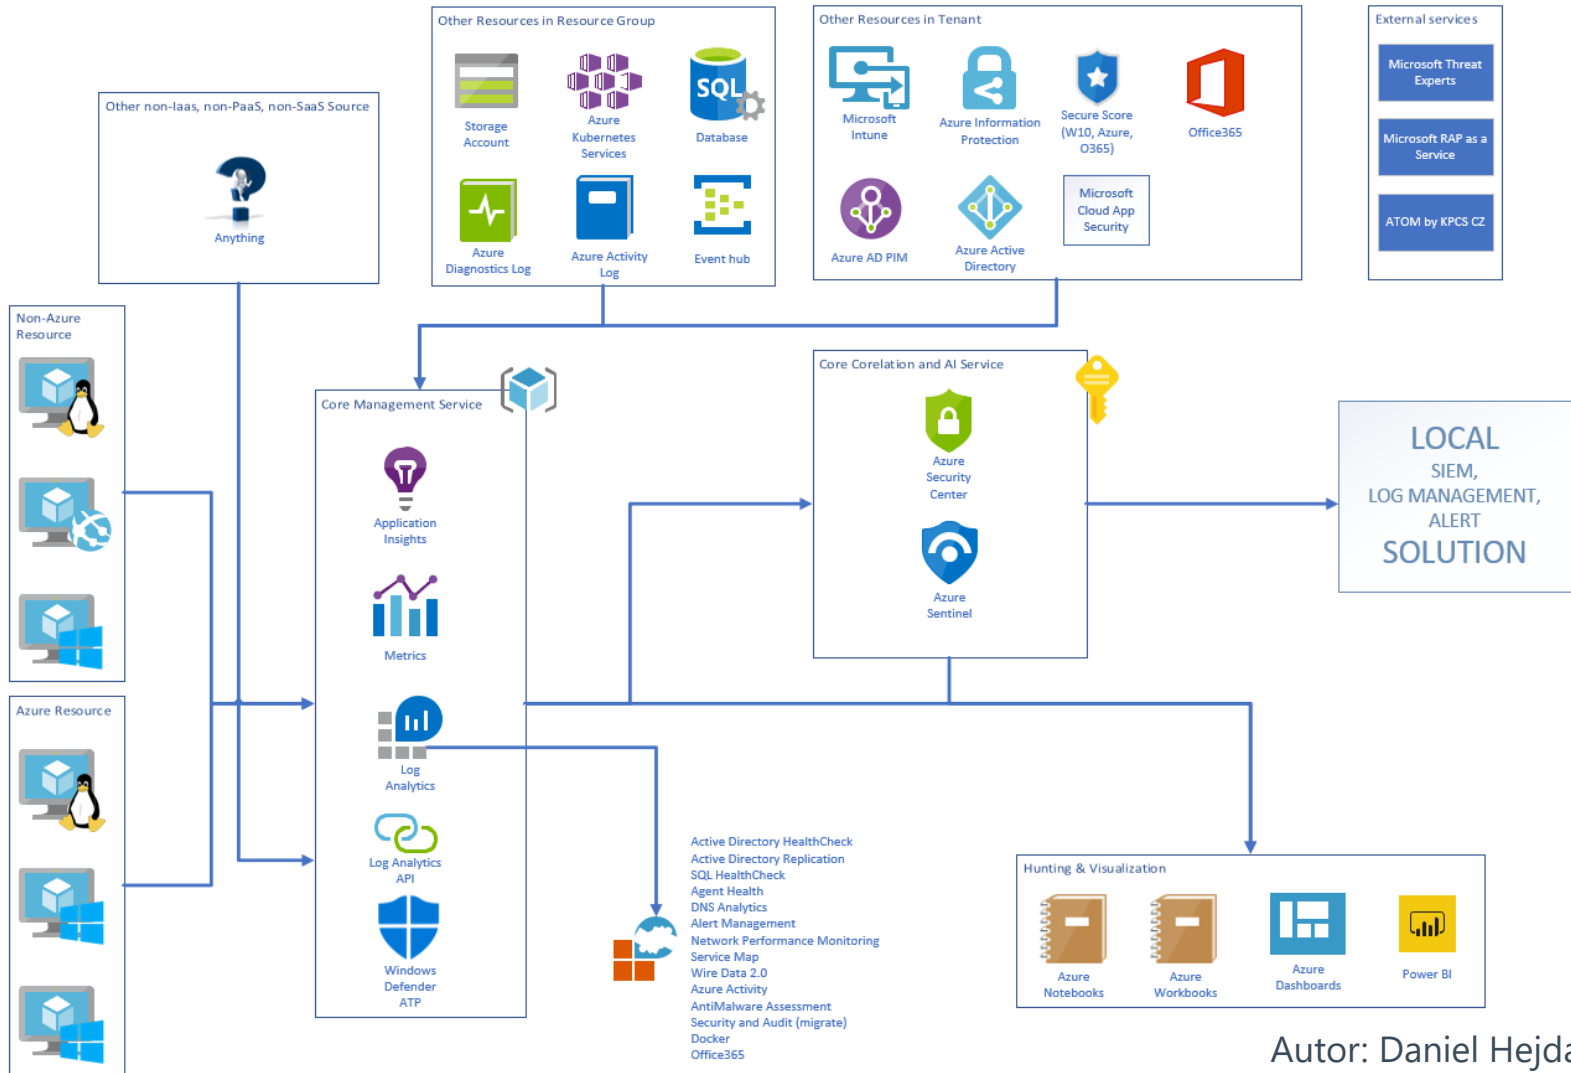 Other Resources in Resource Group
Storage
Account
Azure
Kubernetes
Services
SQL
Database
Azure
Diagnostics Log
Azure Activity
Log
Event hub
Other Resources in Tenant
Microsoft
Intune
Azure Information
Protection
Secure Score
(W10, Azure,
O365)
Office365
Azure AD PIM
Azure Active
Directory
Microsoft
Cloud App
Security
External services
Microsoft Threat
Experts
Microsoft RAP as a
Service
ATOM by KPCS CZ
Other non-Iaas, non-PaaS, non-SaaS Source
Anything
Non-Azure
Resource
Azure Resource
Core Management Service
Application
Insights
Metrics
Log
Analytics
Log Analytics
API
Windows
Defender
ATP
Core Corelation and AI Service
Azure
Security
Center
Azure
Sentinel
LOCAL
SIEM,
LOG MANAGEMENT,
ALERT
SOLUTION
Active Directory HealthCheck
Active Directory Replication
SQL HealthCheck
Agent Health
DNS Analytics
Alert Management
Network Performance Monitoring
Service Map
Wire Data 2.0
Azure Activity
AntiMalware Assessment
Security and Audit (migrate)
Docker
Office365
Hunting & Visualization
Azure
Notebooks
Azure
Workbooks
Azure
Dashboards
Power BI
Autor: Daniel Hejda